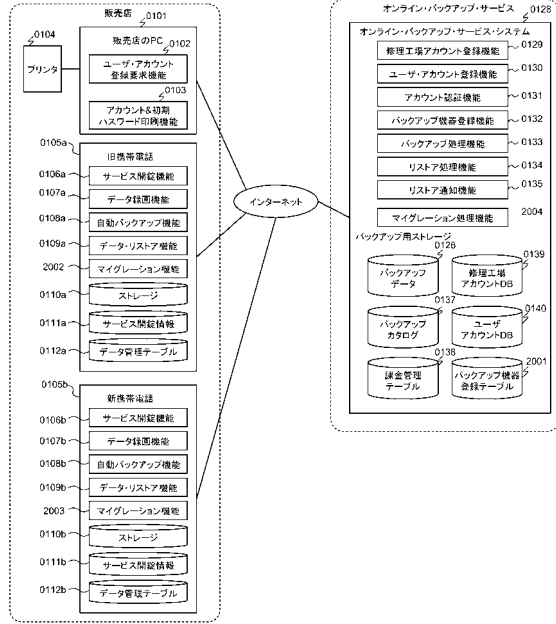 販売店
0101
0104
プリンタ
販売店のPC
0102
ユーザ・アカウント
登録要求機能
0103
アカウント&初期
パスワード印刷機能
0105a
旧携帯電話
0106a
サービス開錠機能
0107a
データ録画機能
0108a
自動バックアップ機能
0109a
データ・リストア機能
2002
マイグレーション機能
0110a
ストレージ
0111a
サービス開錠情報
0112a
データ管理テーブル
0105b
新携帯電話
0106b
サービス開錠機能
0107b
データ録画機能
0108b
自動バックアップ機能
0109b
データ・リストア機能
2003
マイグレーション機能
0110b
ストレージ
0111b
サービス開錠情報
0112b
データ管理テーブル
インターネット
オンライン・バックアップ・サービス
0128
オンライン・バックアップ・サービス・システム
修理工場アカウント登録機能
0129
ユーザ・アカウント登録機能
0130
アカウント認証機能
0131
バックアップ機器登録機能
0132
バックアップ処理機能
0133
リストア処理機能
0134
リストア通知機能
0135
マイグレーション処理機能
2004
バックアップ用ストレージ
0126
バックアップ
データ
0139
修理工場
アカウントDB
0137
バックアップ
カタログ
0140
ユーザ
アカウントDB
0138
課金管理
テーブル
2001
バックアップ機器
登録テーブル